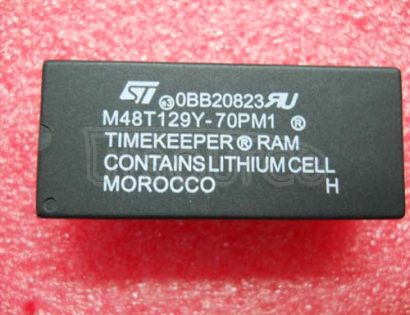 ST e3 0BB20823 RU
M48T129Y-70PM1 ®
TIMEKEEPER ® RAM
CONTAINS LITHIUM CELL
MOROCCO H